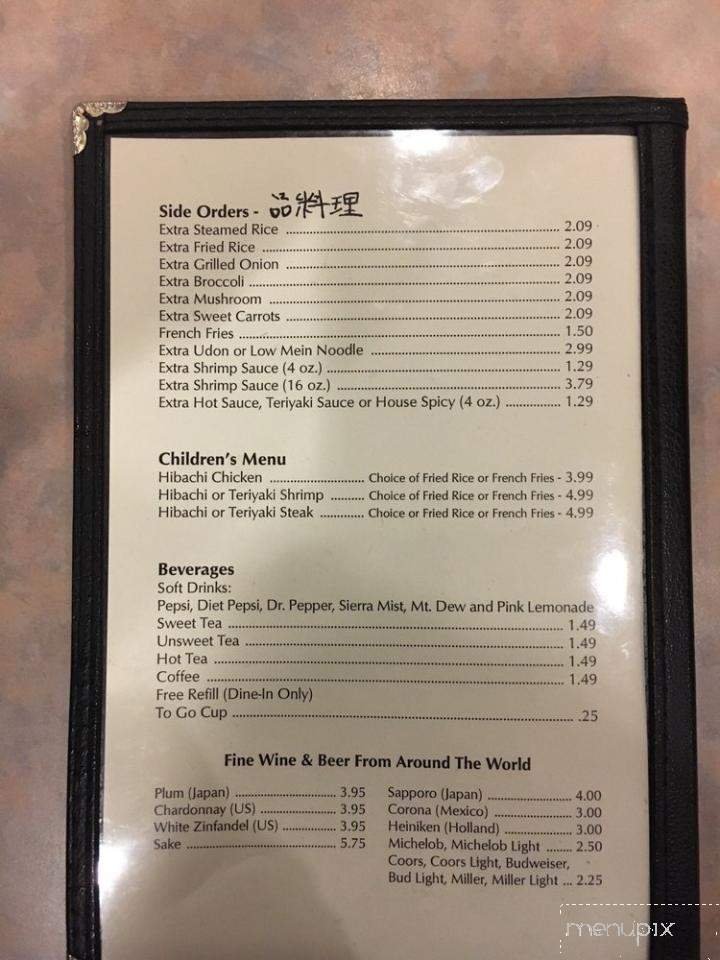 Side Orders - 品料理
Extra Steamed Rice ........ 2.09
Extra Fried Rice ........ 2.09
Extra Grilled Onion ........ 2.09
Extra Broccoli ........ 2.09
Extra Mushroom ........ 2.09
Extra Sweet Carrots ........ 2.09
French Fries ........ 1.50
Extra Udon or Low Mein Noodle ........ 2.99
Extra Shrimp Sauce (4 oz.) ........ 1.29
Extra Shrimp Sauce (16 oz.) ........ 3.79
Extra Hot Sauce, Teriyaki Sauce or House Spicy (4 oz.) ........ 1.29
Children's Menu
Hibachi Chicken ........ Choice of Fried Rice or French Fries - 3.99
Hibachi or Teriyaki Shrimp ........ Choice of Fried Rice or French Fries - 4.99
Hibachi or Teriyaki Steak ........ Choice or Fried Rice or French Fries - 4.99
Beverages
Soft Drinks:
Pepsi, Diet Pepsi, Dr. Pepper, Sierra Mist, Mt. Dew and Pink Lemonade
Sweet Tea ........ 1.49
Unsweet Tea ........ 1.49
Hot Tea ........ 1.49
Coffee ........ 1.49
Free Refill (Dine-In Only)
To Go Cup ........ .25
Fine Wine & Beer From Around The World
Plum (Japan) ........ 3.95
Chardonnay (US) ........ 3.95
White Zinfandel (US) ........ 3.95
Sake ........ 5.75
Sapporo (Japan) ........ 4.00
Corona (Mexico) ........ 3.00
Heiniken (Holland) ........ 3.00
Michelob, Michelob Light ........ 2.50
Coors, Coors Light, Budweiser,
Bud Light, Miller, Miller Light ... 2.25
menupix